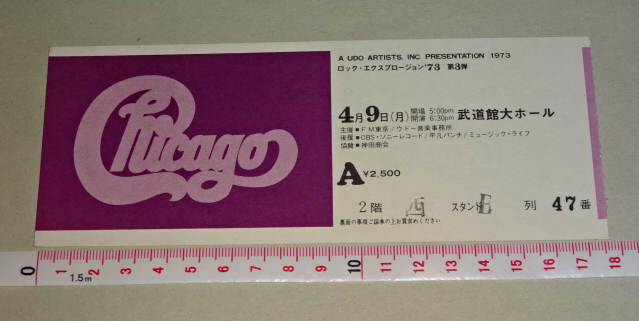 Chicago
A UDO ARTISTS, INC. PRESENTATION 1973
ロック・エクスプロージョン'73 第3弾
4月9日(月) 開場 5:00pm 開演 6:30pm 武道館大ホール
主催●FM東京/ウドー音楽事務所
後援●CBS・ソニーレコード/平凡パンチ/ミュージック・ライフ
協賛●神田商会
A ¥2,500
2階 西 スタンド E 列 47番
裏面の事項ご諒承の上お買求めください
0 1 2 3 4 5 6 7 8 9 10 11 12 13 14 15 16 17 18
1.5m